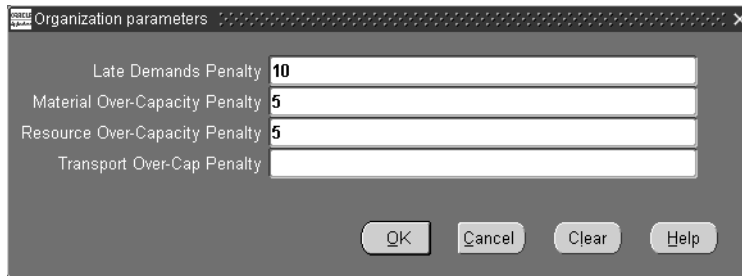 ORACLE
Organization parameters
Late Demands Penalty 10
Material Over-Capacity Penalty 5
Resource Over-Capacity Penalty 5
Transport Over-Cap Penalty
OK Cancel Clear Help